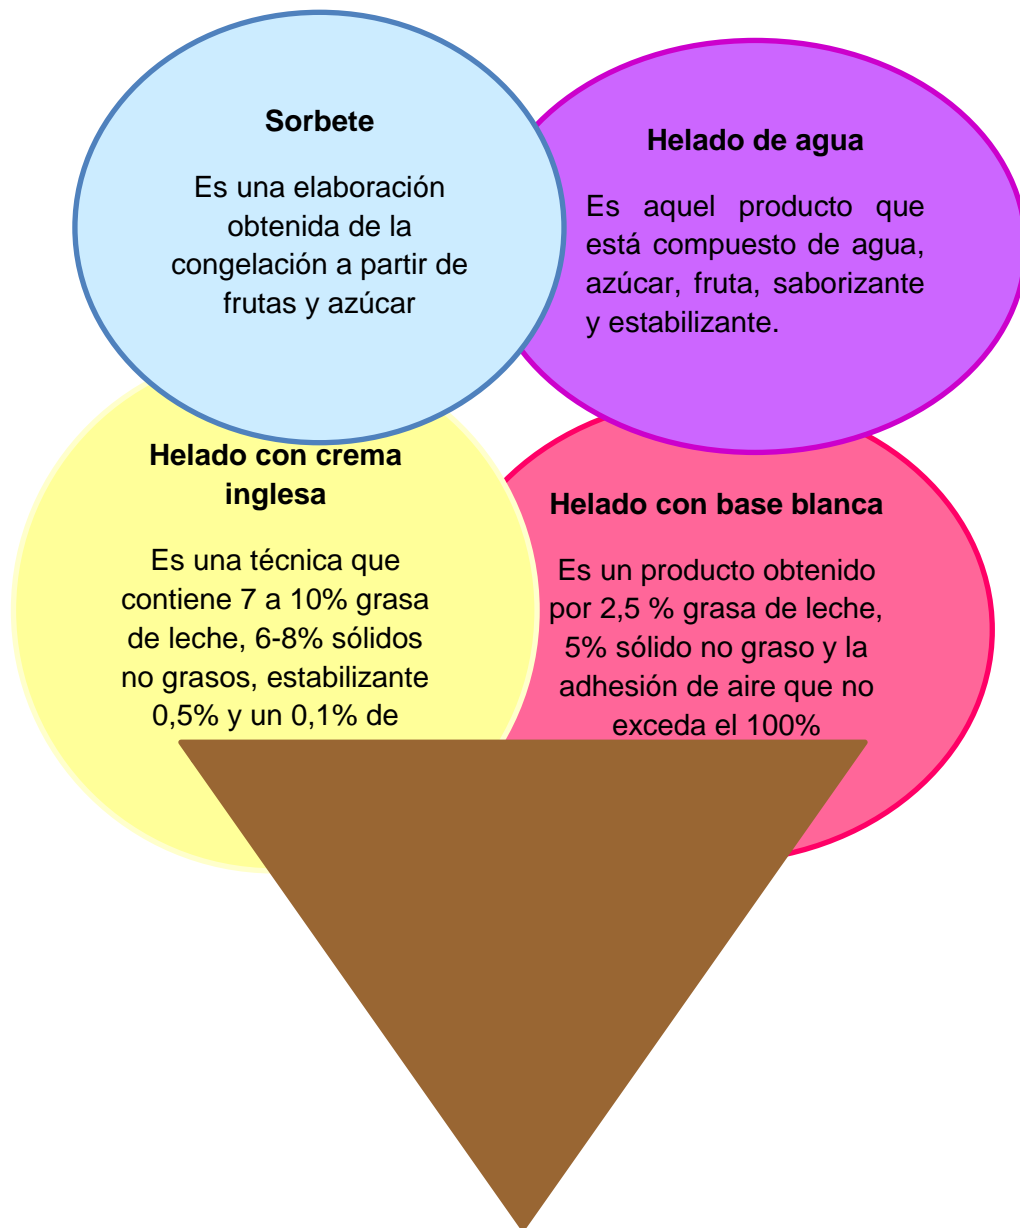 Sorbete
Es una elaboración
obtenida de la
congelación a partir de
frutas y azúcar
Helado de agua
Es aquel producto que
está compuesto de agua,
azúcar, fruta, saborizante
y estabilizante.
Helado con crema
inglesa
Es una técnica que
contiene 7 a 10% grasa
de leche, 6-8% sólidos
no grasos, estabilizante
0,5% y un 0,1% de
Helado con base blanca
Es un producto obtenido
por 2,5 % grasa de leche,
5% sólido no graso y la
adhesión de aire que no
exceda el 100%